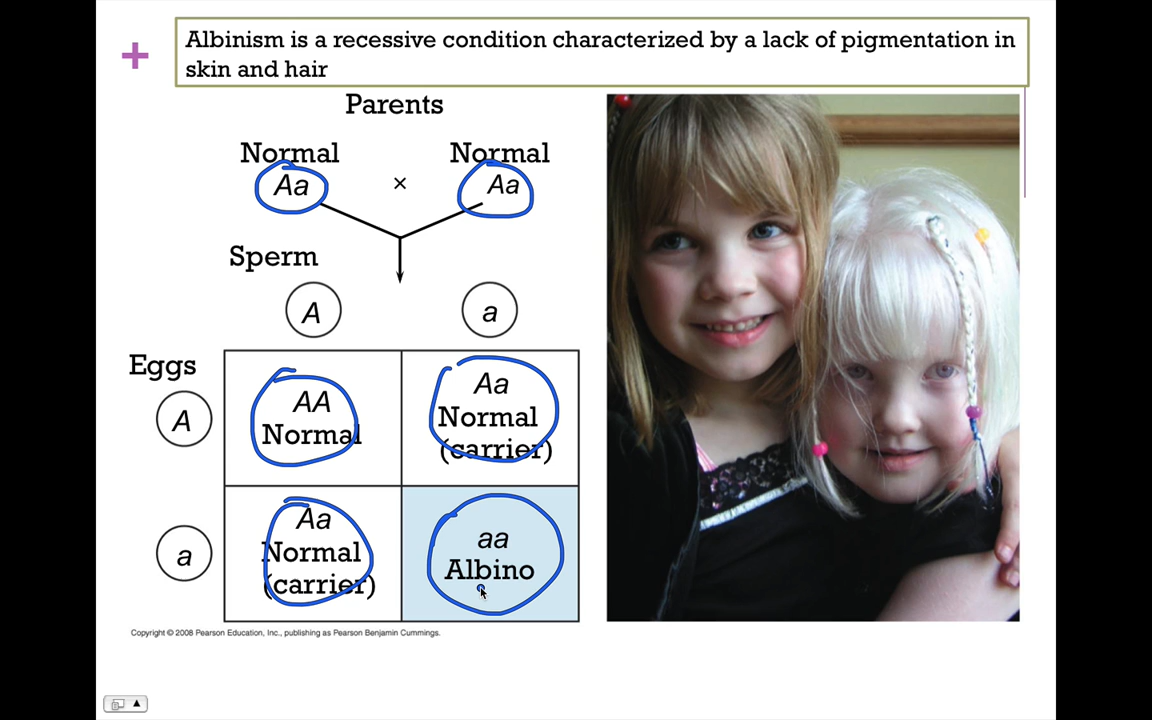 Albinism is a recessive condition characterized by a lack of pigmentation in
skin and hair
Parents
Normal Normal
Aa × Aa
Sperm
A a
Eggs
A
AA
Normal
Aa
Normal
(carrier)
a
Aa
Normal
(carrier)
aa
Albino
Copyright © 2008 Pearson Education, Inc., publishing as Pearson Benjamin Cummings.